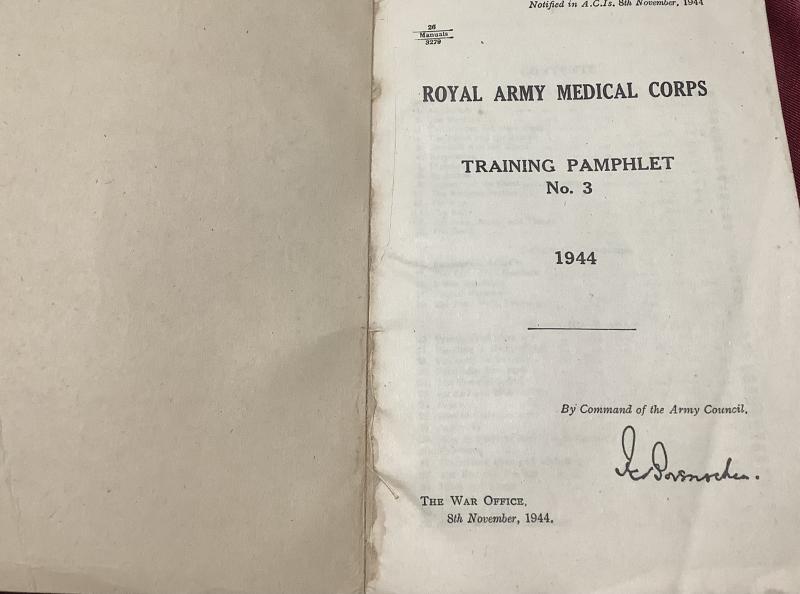 Notified in A.C.Is. 8th November, 1944
26
Manuals
3279
ROYAL ARMY MEDICAL CORPS
TRAINING PAMPHLET
No. 3
1944
By Command of the Army Council,
THE WAR OFFICE,
8th November, 1944.